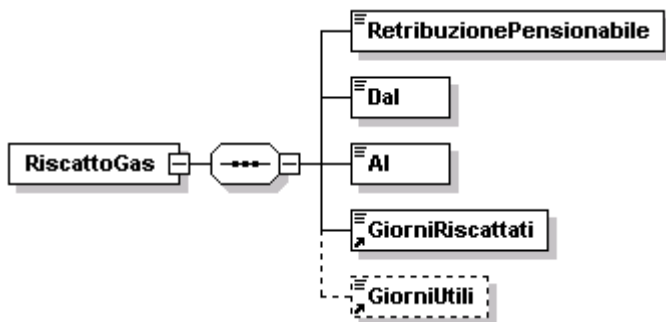 RetribuzionePensionabile
Dal
RiscattoGas
Al
GiorniRiscattati
GiorniUtili